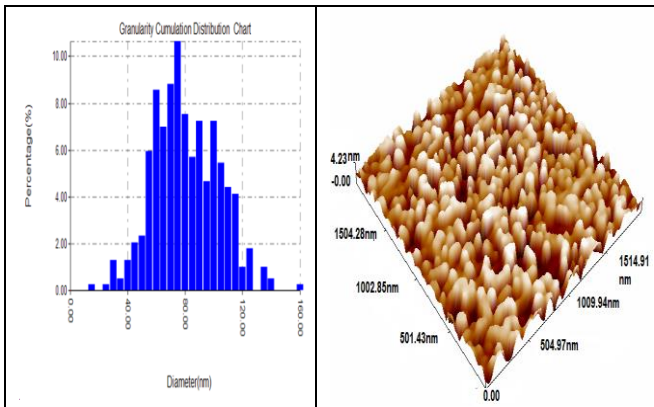 Granularity Cumulation Distribution Chart
Percentage(%)
10.00
8.00
6.00
4.00
2.00
0.00
0.00
40.00
80.00
120.00
160.00
Diameter(nm)
4.23nm
-0.00
1504.28nm
1002.85nm
501.43nm
0.00
504.97nm
1009.94nm
1514.91
nm